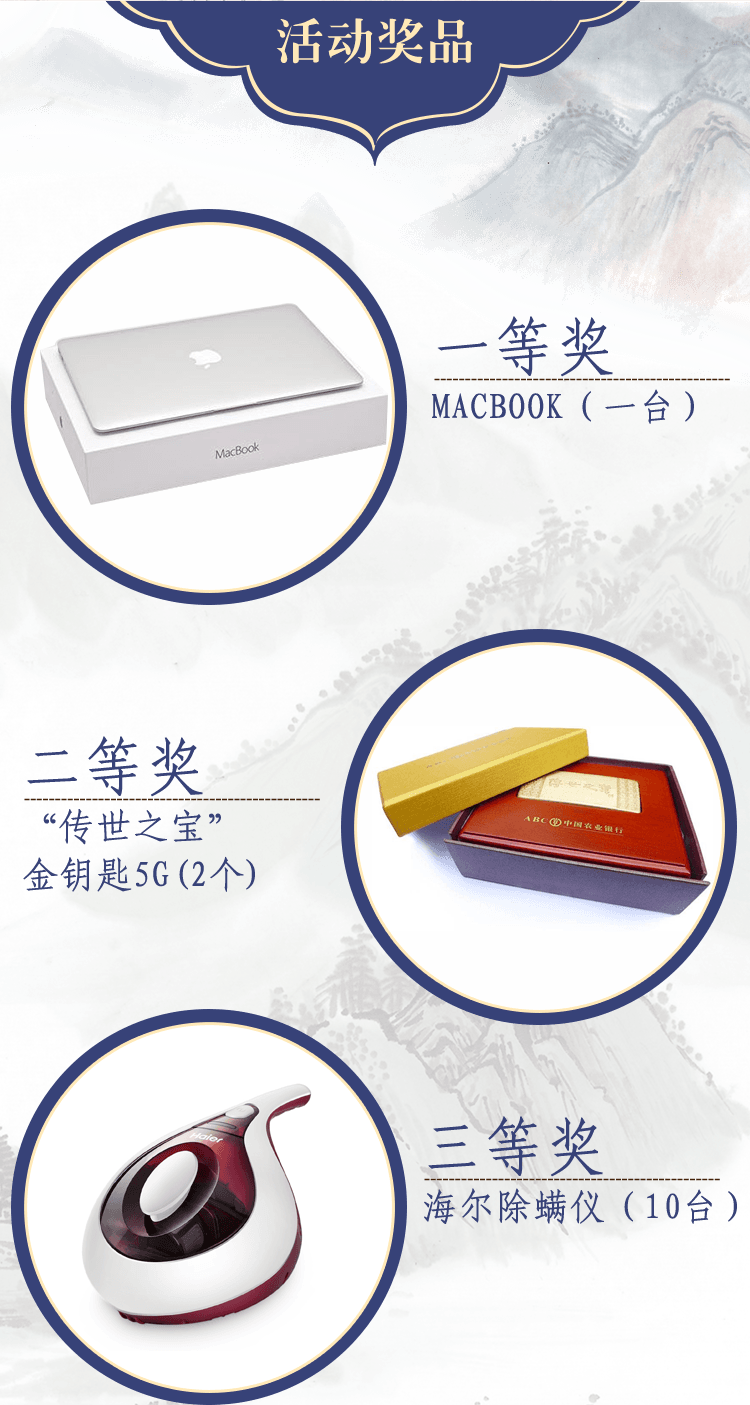 活动奖品
一等奖
MACBOOK（一台）
MacBook
二等奖
“传世之宝”
金钥匙5G(2个)
ABC 中国农业银行
三等奖
海尔除螨仪（10台）
Haier